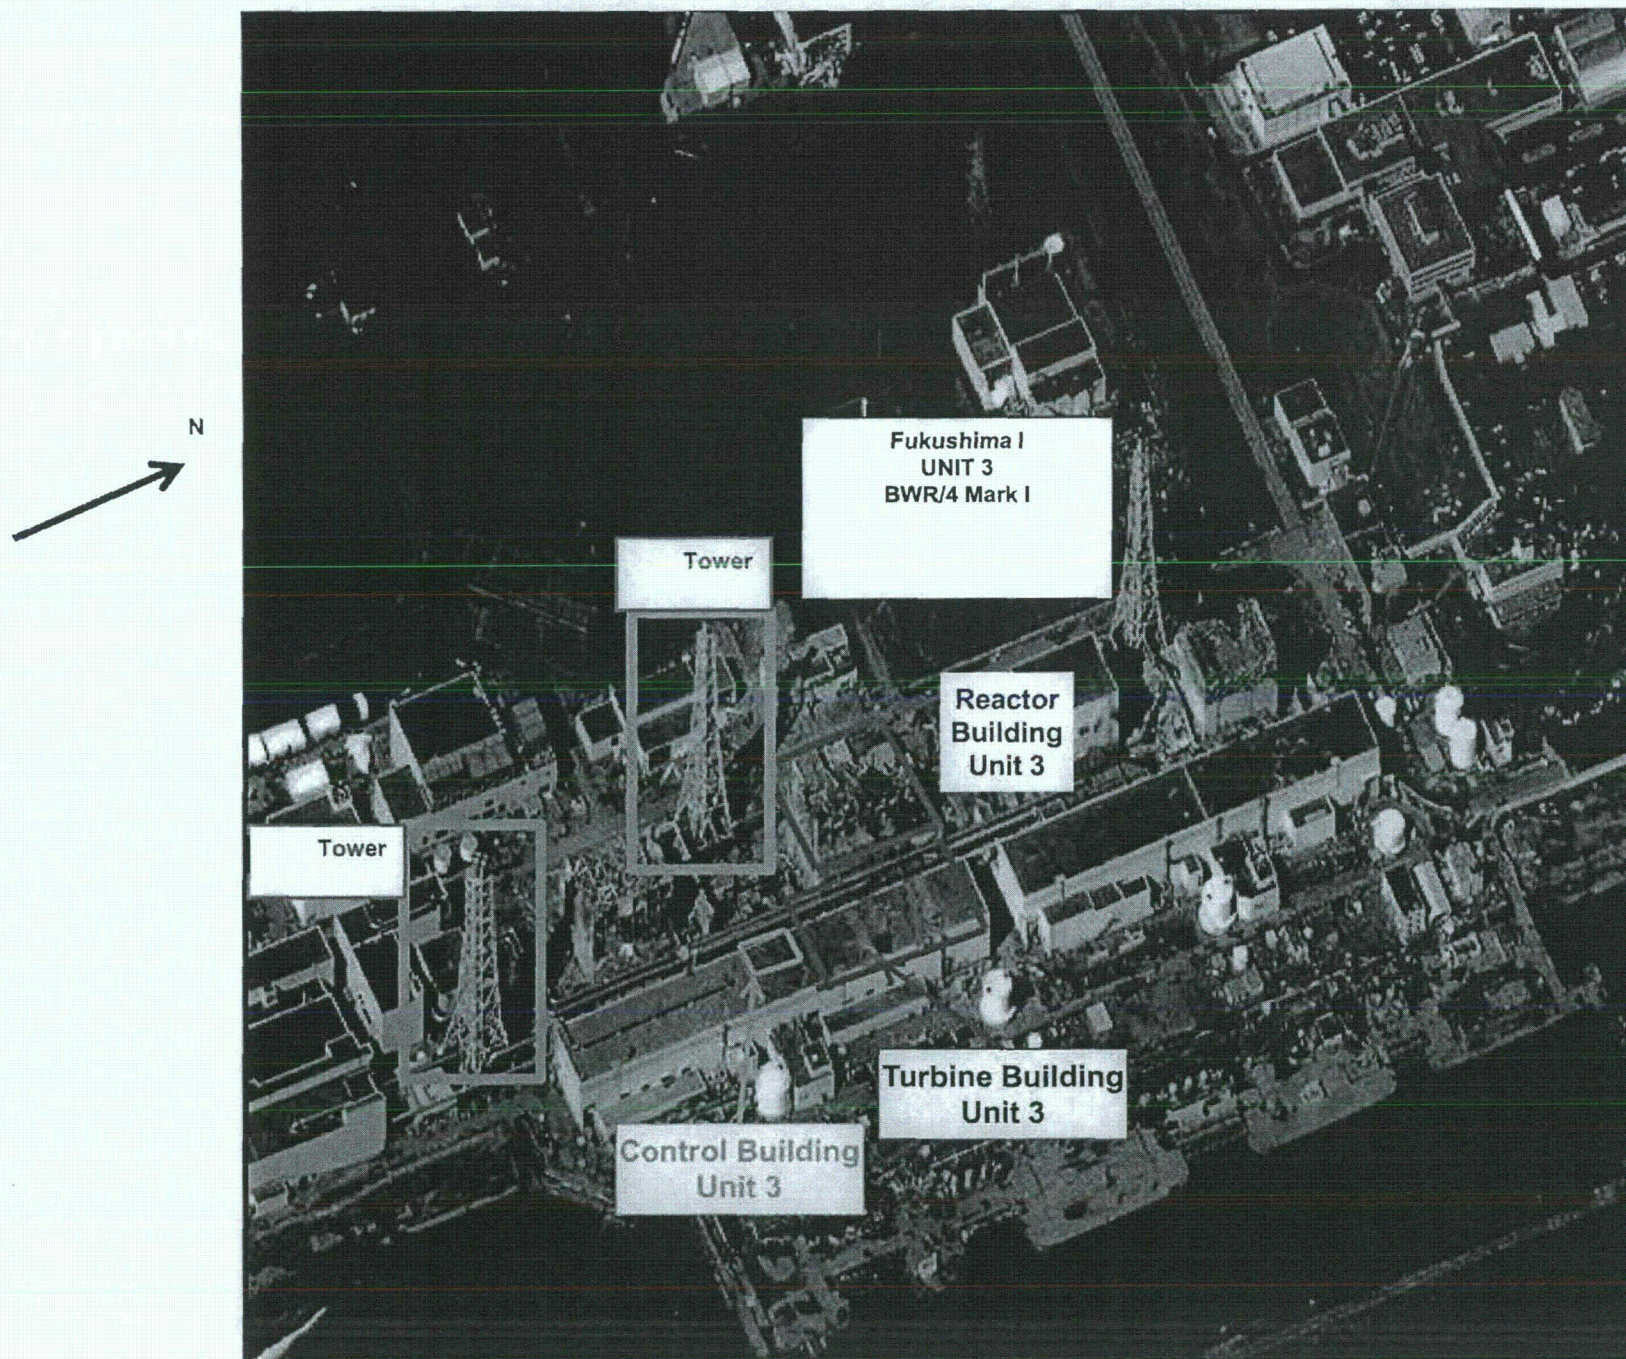 N
Fukushima I
UNIT 3
BWR/4 Mark I
Tower
Reactor
Building
Unit 3
Tower
Turbine Building
Unit 3
Control Building
Unit 3